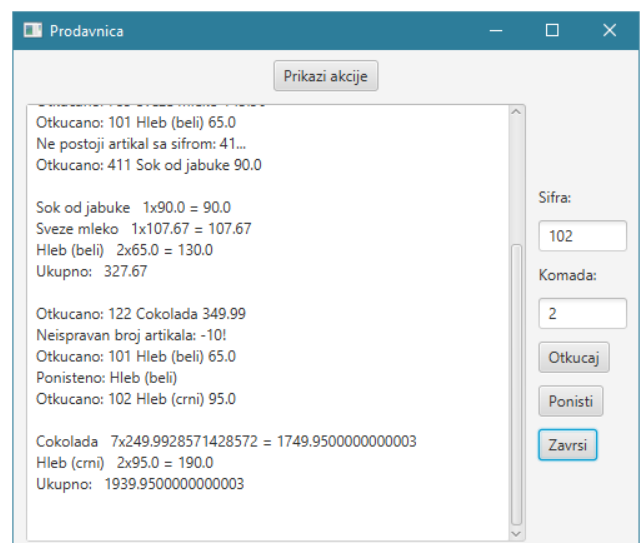 Prodavnica
Prikazi akcije
Otkucano: 101 Hleb (beli) 65.0
Ne postoji artikal sa sifrom: 41...
Otkucano: 411 Sok od jabuke 90.0
Sok od jabuke   1x90.0 = 90.0
Sveze mleko   1x107.67 = 107.67
Hleb (beli)   2x65.0 = 130.0
Ukupno:   327.67
Otkucano: 122 Cokolada 349.99
Neispravan broj artikala: -10!
Otkucano: 101 Hleb (beli) 65.0
Ponisteno: Hleb (beli)
Otkucano: 102 Hleb (crni) 95.0
Cokolada   7x249.9928571428572 = 1749.9500000000003
Hleb (crni)   2x95.0 = 190.0
Ukupno:   1939.9500000000003
Sifra:
102
Komada:
2
Otkucaj
Ponisti
Zavrsi